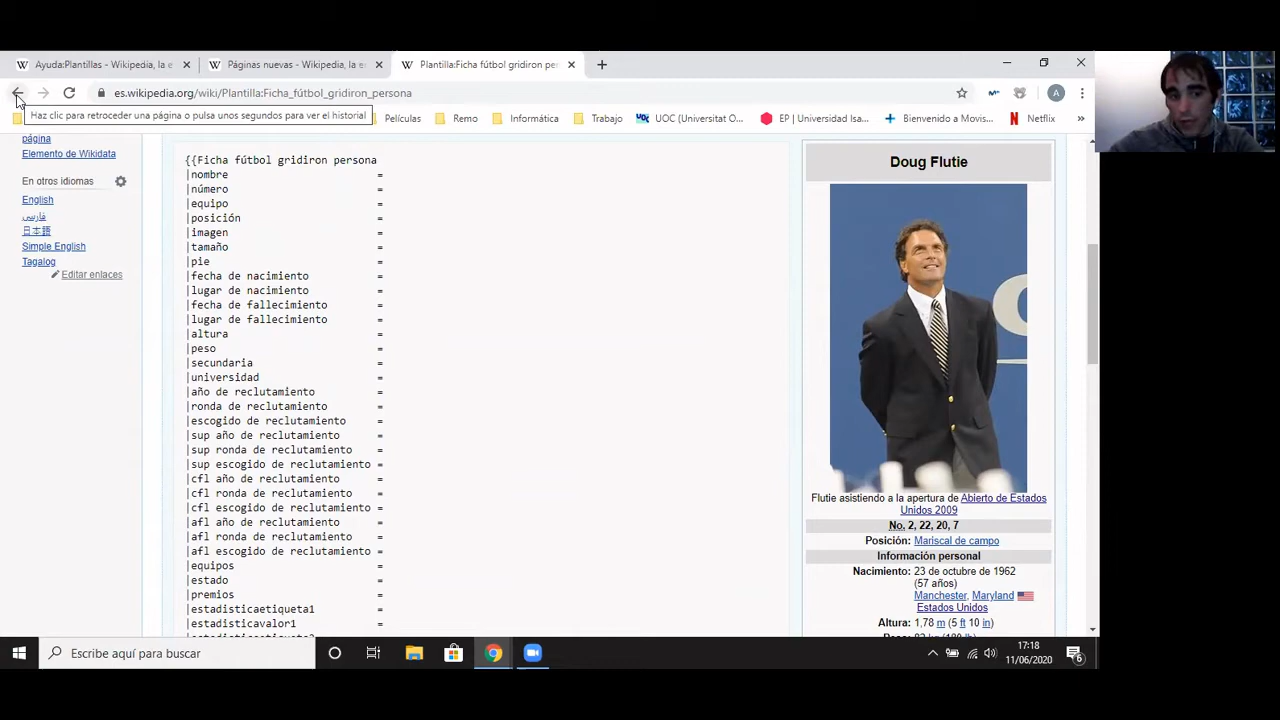 Ayuda:Plantillas - Wikipedia, la e
Páginas nuevas - Wikipedia, la en
Plantilla:Ficha fútbol gridiron pe
es.wikipedia.org/wiki/Plantilla:Ficha_fútbol_gridiron_persona
Haz clic para retroceder una página o pulsa unos segundos para ver el historial
Películas
Remo
Informática
Trabajo
UOC (Universitat O...
EP | Universidad Isa...
Bienvenido a Movis...
Netflix
»
página
Elemento de Wikidata
En otros idiomas
English
فارسی
日本語
Simple English
Tagalog
Editar enlaces
{{Ficha fútbol gridiron persona
|nombre =
|número =
|equipo =
|posición =
|imagen =
|tamaño =
|pie =
|fecha de nacimiento =
|lugar de nacimiento =
|fecha de fallecimiento =
|lugar de fallecimiento =
|altura =
|peso =
|secundaria =
|universidad =
|año de reclutamiento =
|ronda de reclutamiento =
|escogido de reclutamiento =
|sup año de reclutamiento =
|sup ronda de reclutamiento =
|sup escogido de reclutamiento =
|cfl año de reclutamiento =
|cfl ronda de reclutamiento =
|cfl escogido de reclutamiento =
|afl año de reclutamiento =
|afl ronda de reclutamiento =
|afl escogido de reclutamiento =
|equipos =
|estado =
|premios =
|estadisticaetiqueta1 =
|estadisticavalor1 =
Doug Flutie
Flutie asistiendo a la apertura de Abierto de Estados
Unidos 2009
No. 2, 22, 20, 7
Posición: Mariscal de campo
Información personal
Nacimiento: 23 de octubre de 1962
(57 años)
Manchester, Maryland
Estados Unidos
Altura: 1,78 m (5 ft 10 in)
Escribe aquí para buscar
17:18
11/06/2020
6